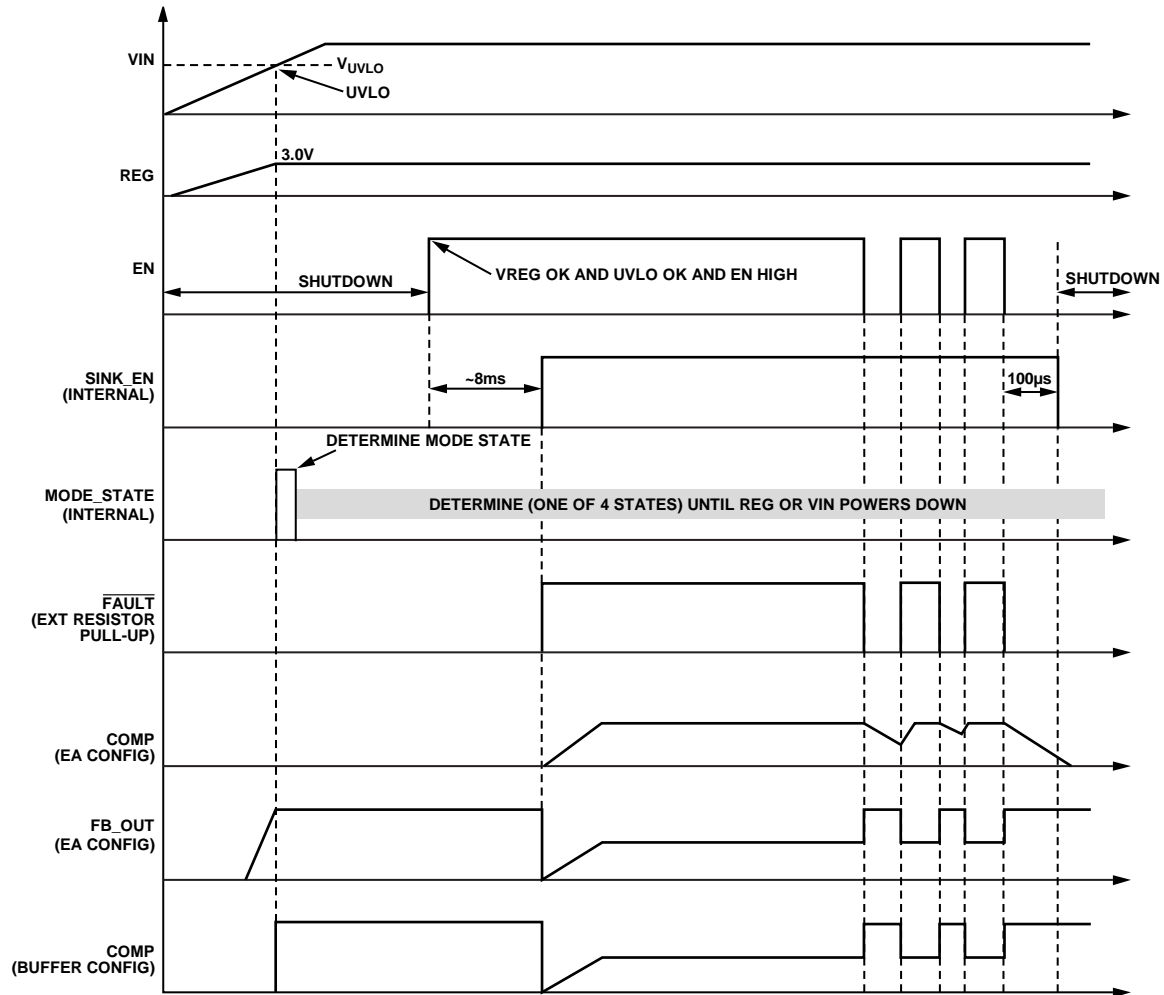 VIN
V_UVLO
UVLO
3.0V
REG
EN
SHUTDOWN
VREG OK AND UVLO OK AND EN HIGH
SHUTDOWN
SINK_EN
(INTERNAL)
~8ms
100µs
DETERMINE MODE STATE
MODE_STATE
(INTERNAL)
DETERMINE (ONE OF 4 STATES) UNTIL REG OR VIN POWERS DOWN
FAULT
(EXT RESISTOR
PULL-UP)
COMP
(EA CONFIG)
FB_OUT
(EA CONFIG)
COMP
(BUFFER CONFIG)